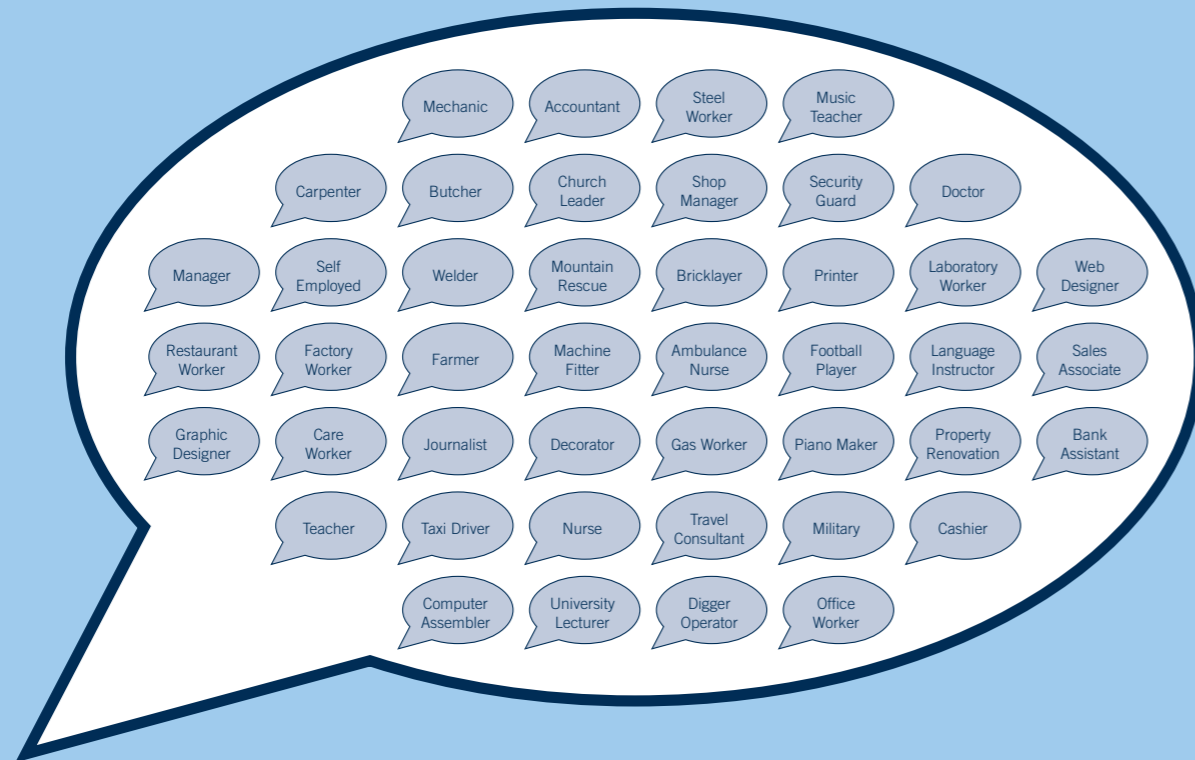 Mechanic
Accountant
Steel
Worker
Music
Teacher
Carpenter
Butcher
Church
Leader
Shop
Manager
Security
Guard
Doctor
Manager
Self
Employed
Welder
Mountain
Rescue
Bricklayer
Printer
Laboratory
Worker
Web
Designer
Restaurant
Worker
Factory
Worker
Farmer
Machine
Fitter
Ambulance
Nurse
Football
Player
Language
Instructor
Sales
Associate
Graphic
Designer
Care
Worker
Journalist
Decorator
Gas Worker
Piano Maker
Property
Renovation
Bank
Assistant
Teacher
Taxi Driver
Nurse
Travel
Consultant
Military
Cashier
Computer
Assembler
University
Lecturer
Digger
Operator
Office
Worker